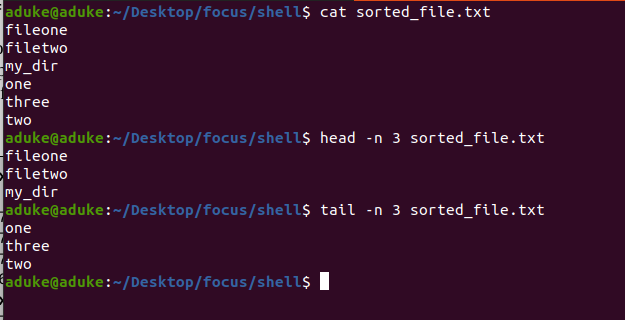 aduke@aduke:~/Desktop/focus/shell$ cat sorted_file.txt
fileone
filetwo
my_dir
one
three
two
aduke@aduke:~/Desktop/focus/shell$ head -n 3 sorted_file.txt
fileone
filetwo
my_dir
aduke@aduke:~/Desktop/focus/shell$ tail -n 3 sorted_file.txt
one
three
two
aduke@aduke:~/Desktop/focus/shell$